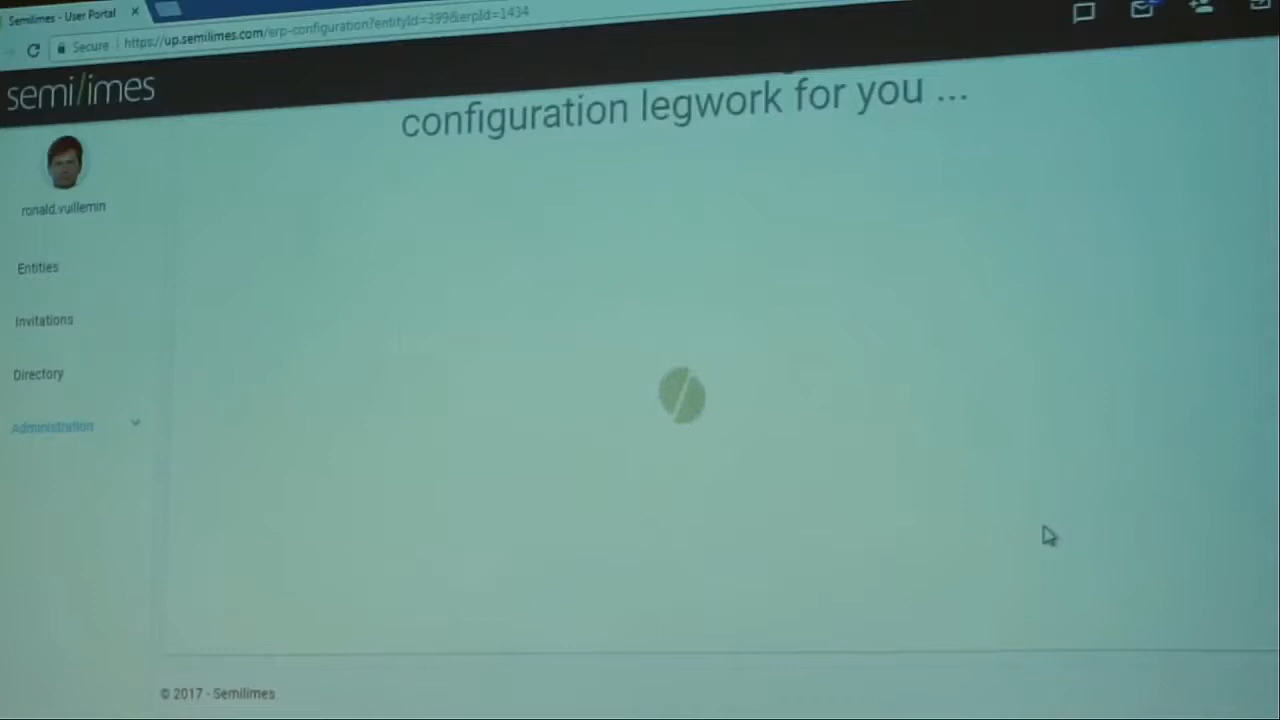 Semilimes - User Portal
Secure https://up.semilimes.com/erp-configuration?entityId=399&erpId=1434
semi/imes
configuration legwork for you ...
ronald.vuillemin
Entities
Invitations
Directory
Administration
© 2017 - Semilimes